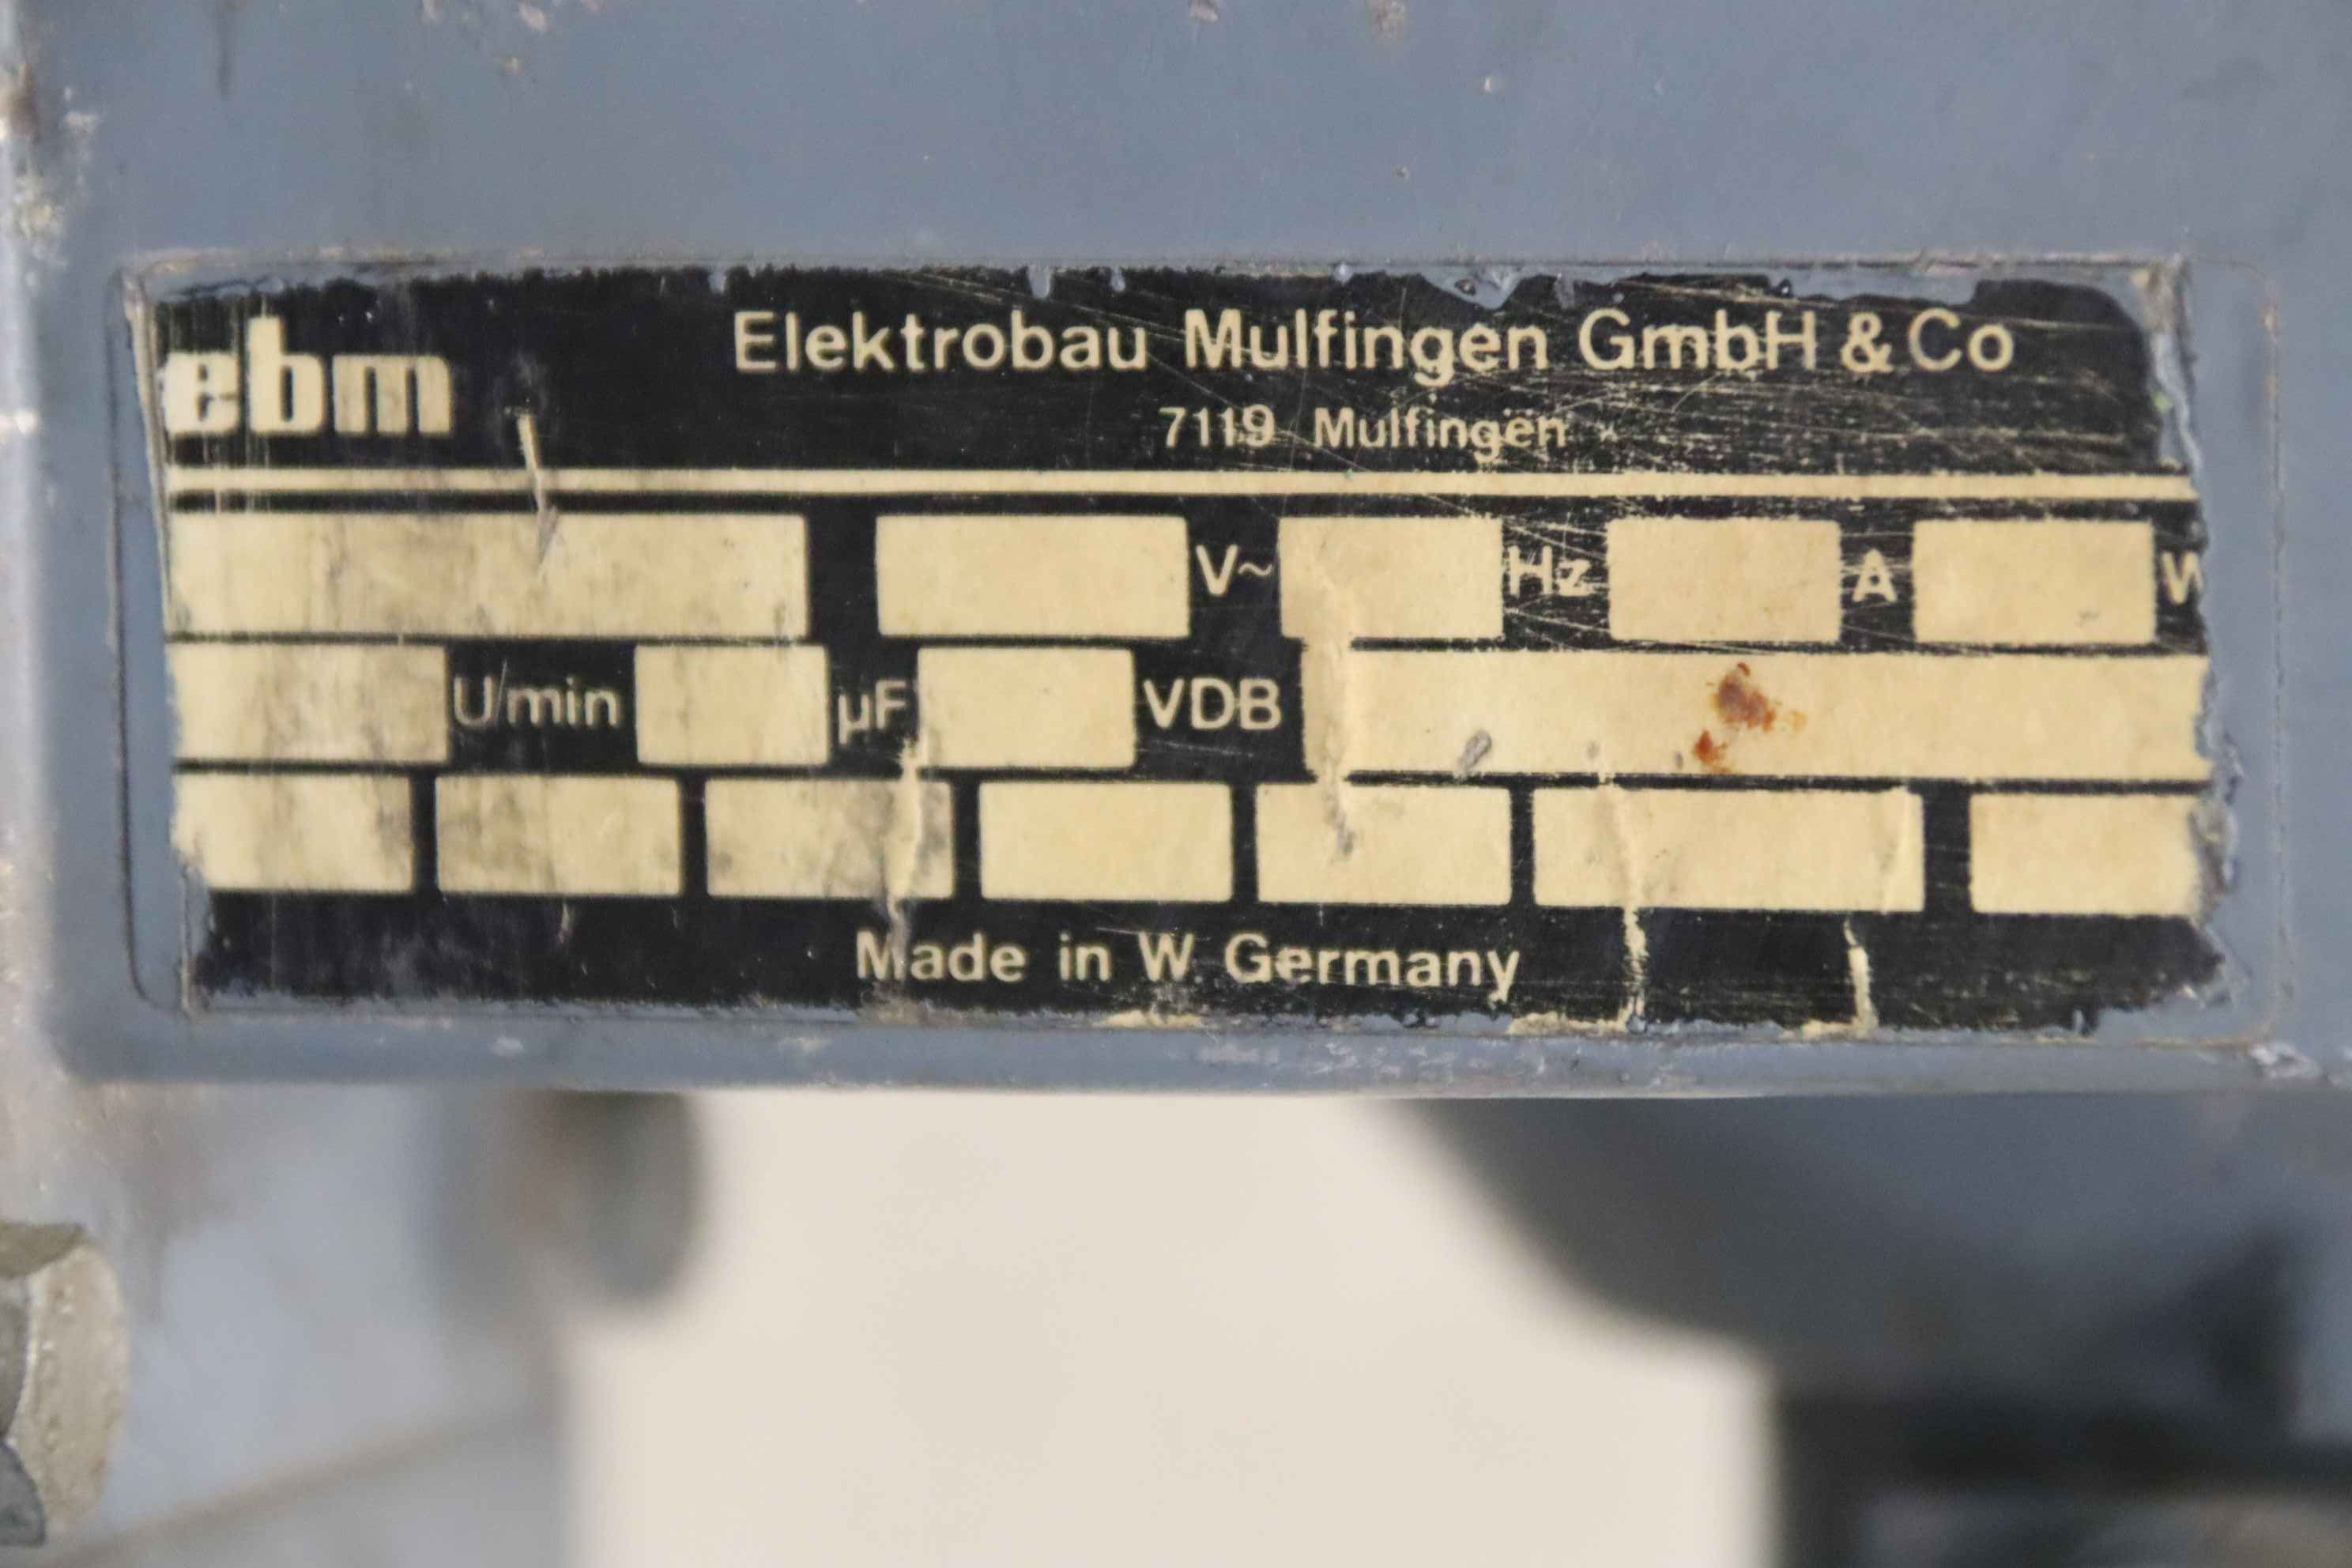 ebm
Elektrobau Mulfingen GmbH & Co
7119 Mulfingen
V~ Hz A W
U/min µF VDB
Made in W. Germany